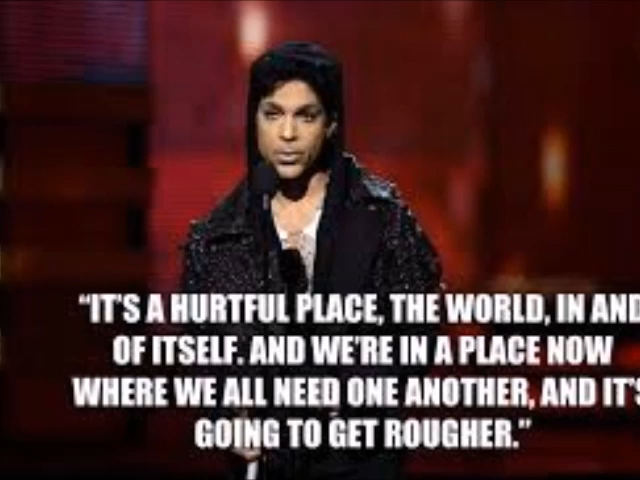 “IT'S A HURTFUL PLACE, THE WORLD, IN AND
OF ITSELF. AND WE'RE IN A PLACE NOW
WHERE WE ALL NEED ONE ANOTHER, AND IT'S
GOING TO GET ROUGHER.”